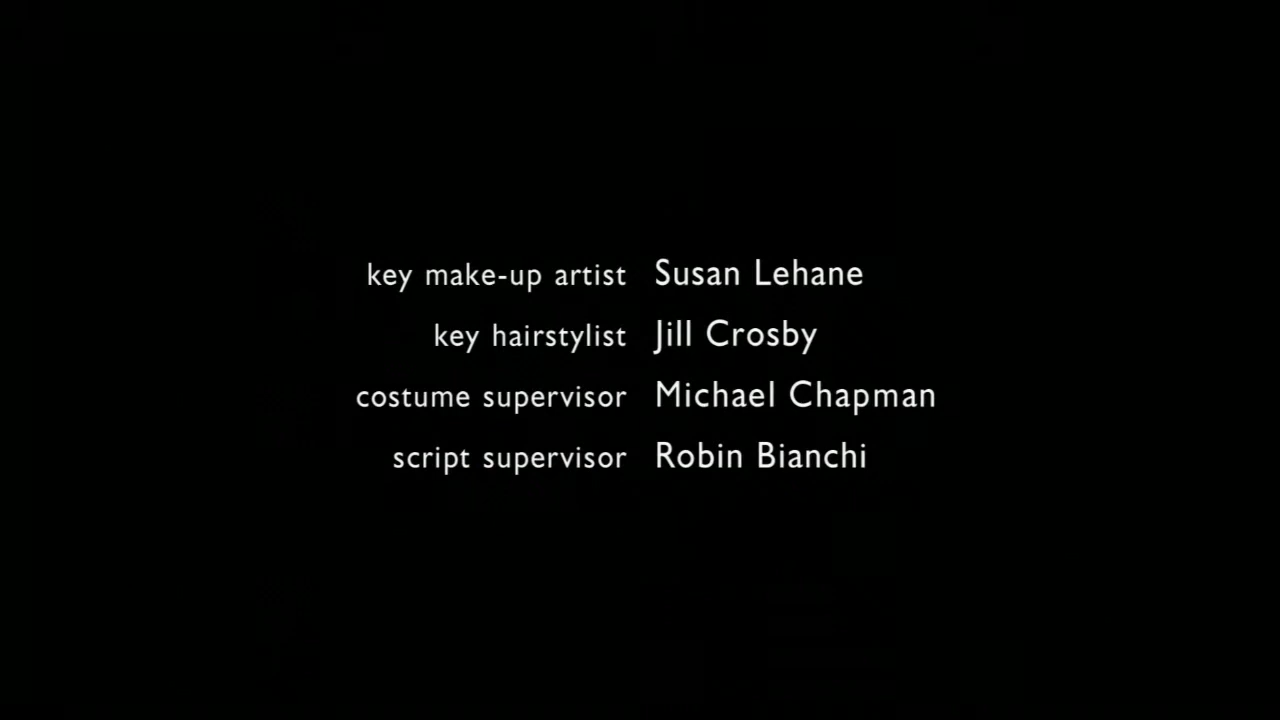 key make-up artist Susan Lehane
key hairstylist Jill Crosby
costume supervisor Michael Chapman
script supervisor Robin Bianchi